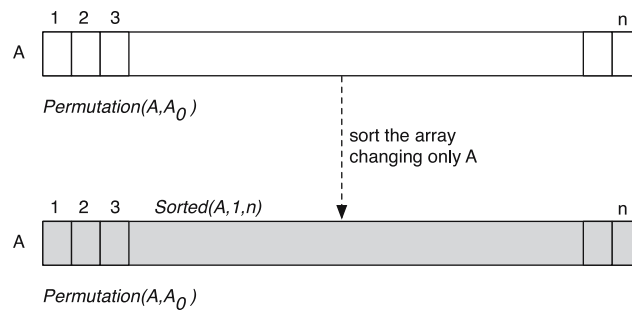 1 2 3 n
A
Permutation(A,A0)
sort the array
changing only A
1 2 3 Sorted(A,1,n) n
A
Permutation(A,A0)